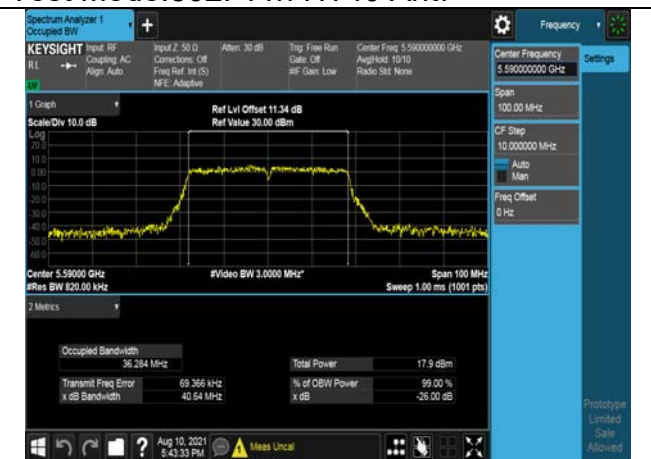 Spectrum Analyzer 1
Occupied BW
+
Frequency
KEYSIGHT
RL
Input: RF
Coupling: AC
Align: Auto
Input Z: 50 Ω
Corrections: Off
Freq Ref: Int (S)
NFE: Adaptive
Atten: 30 dB
Trig: Free Run
Gate: Off
#IF Gain: Low
Center Freq: 5.590000000 GHz
Avg|Hold: 10/10
Radio Std: None
Center Frequency
5.590000000 GHz
Settings
Span
100.00 MHz
CF Step
10.000000 MHz
Auto
Man
Freq Offset
0 Hz
1 Graph
Scale/Div 10.0 dB
Ref Lvl Offset 11.34 dB
Ref Value 30.00 dBm
Log
20.0
10.0
0.00
-10.0
-20.0
-30.0
-40.0
-50.0
-60.0
Center 5.59000 GHz
#Video BW 3.0000 MHz*
Span 100 MHz
#Res BW 820.00 kHz
Sweep 1.00 ms (1001 pts)
2 Metrics
Occupied Bandwidth
36.284 MHz
Total Power 17.9 dBm
Transmit Freq Error 69.366 kHz
% of OBW Power 99.00 %
x dB Bandwidth 40.64 MHz
x dB -26.00 dB
Prototype
Limited
Sale
Allowed
?
Aug 10, 2021
5:43:33 PM
Meas Uncal